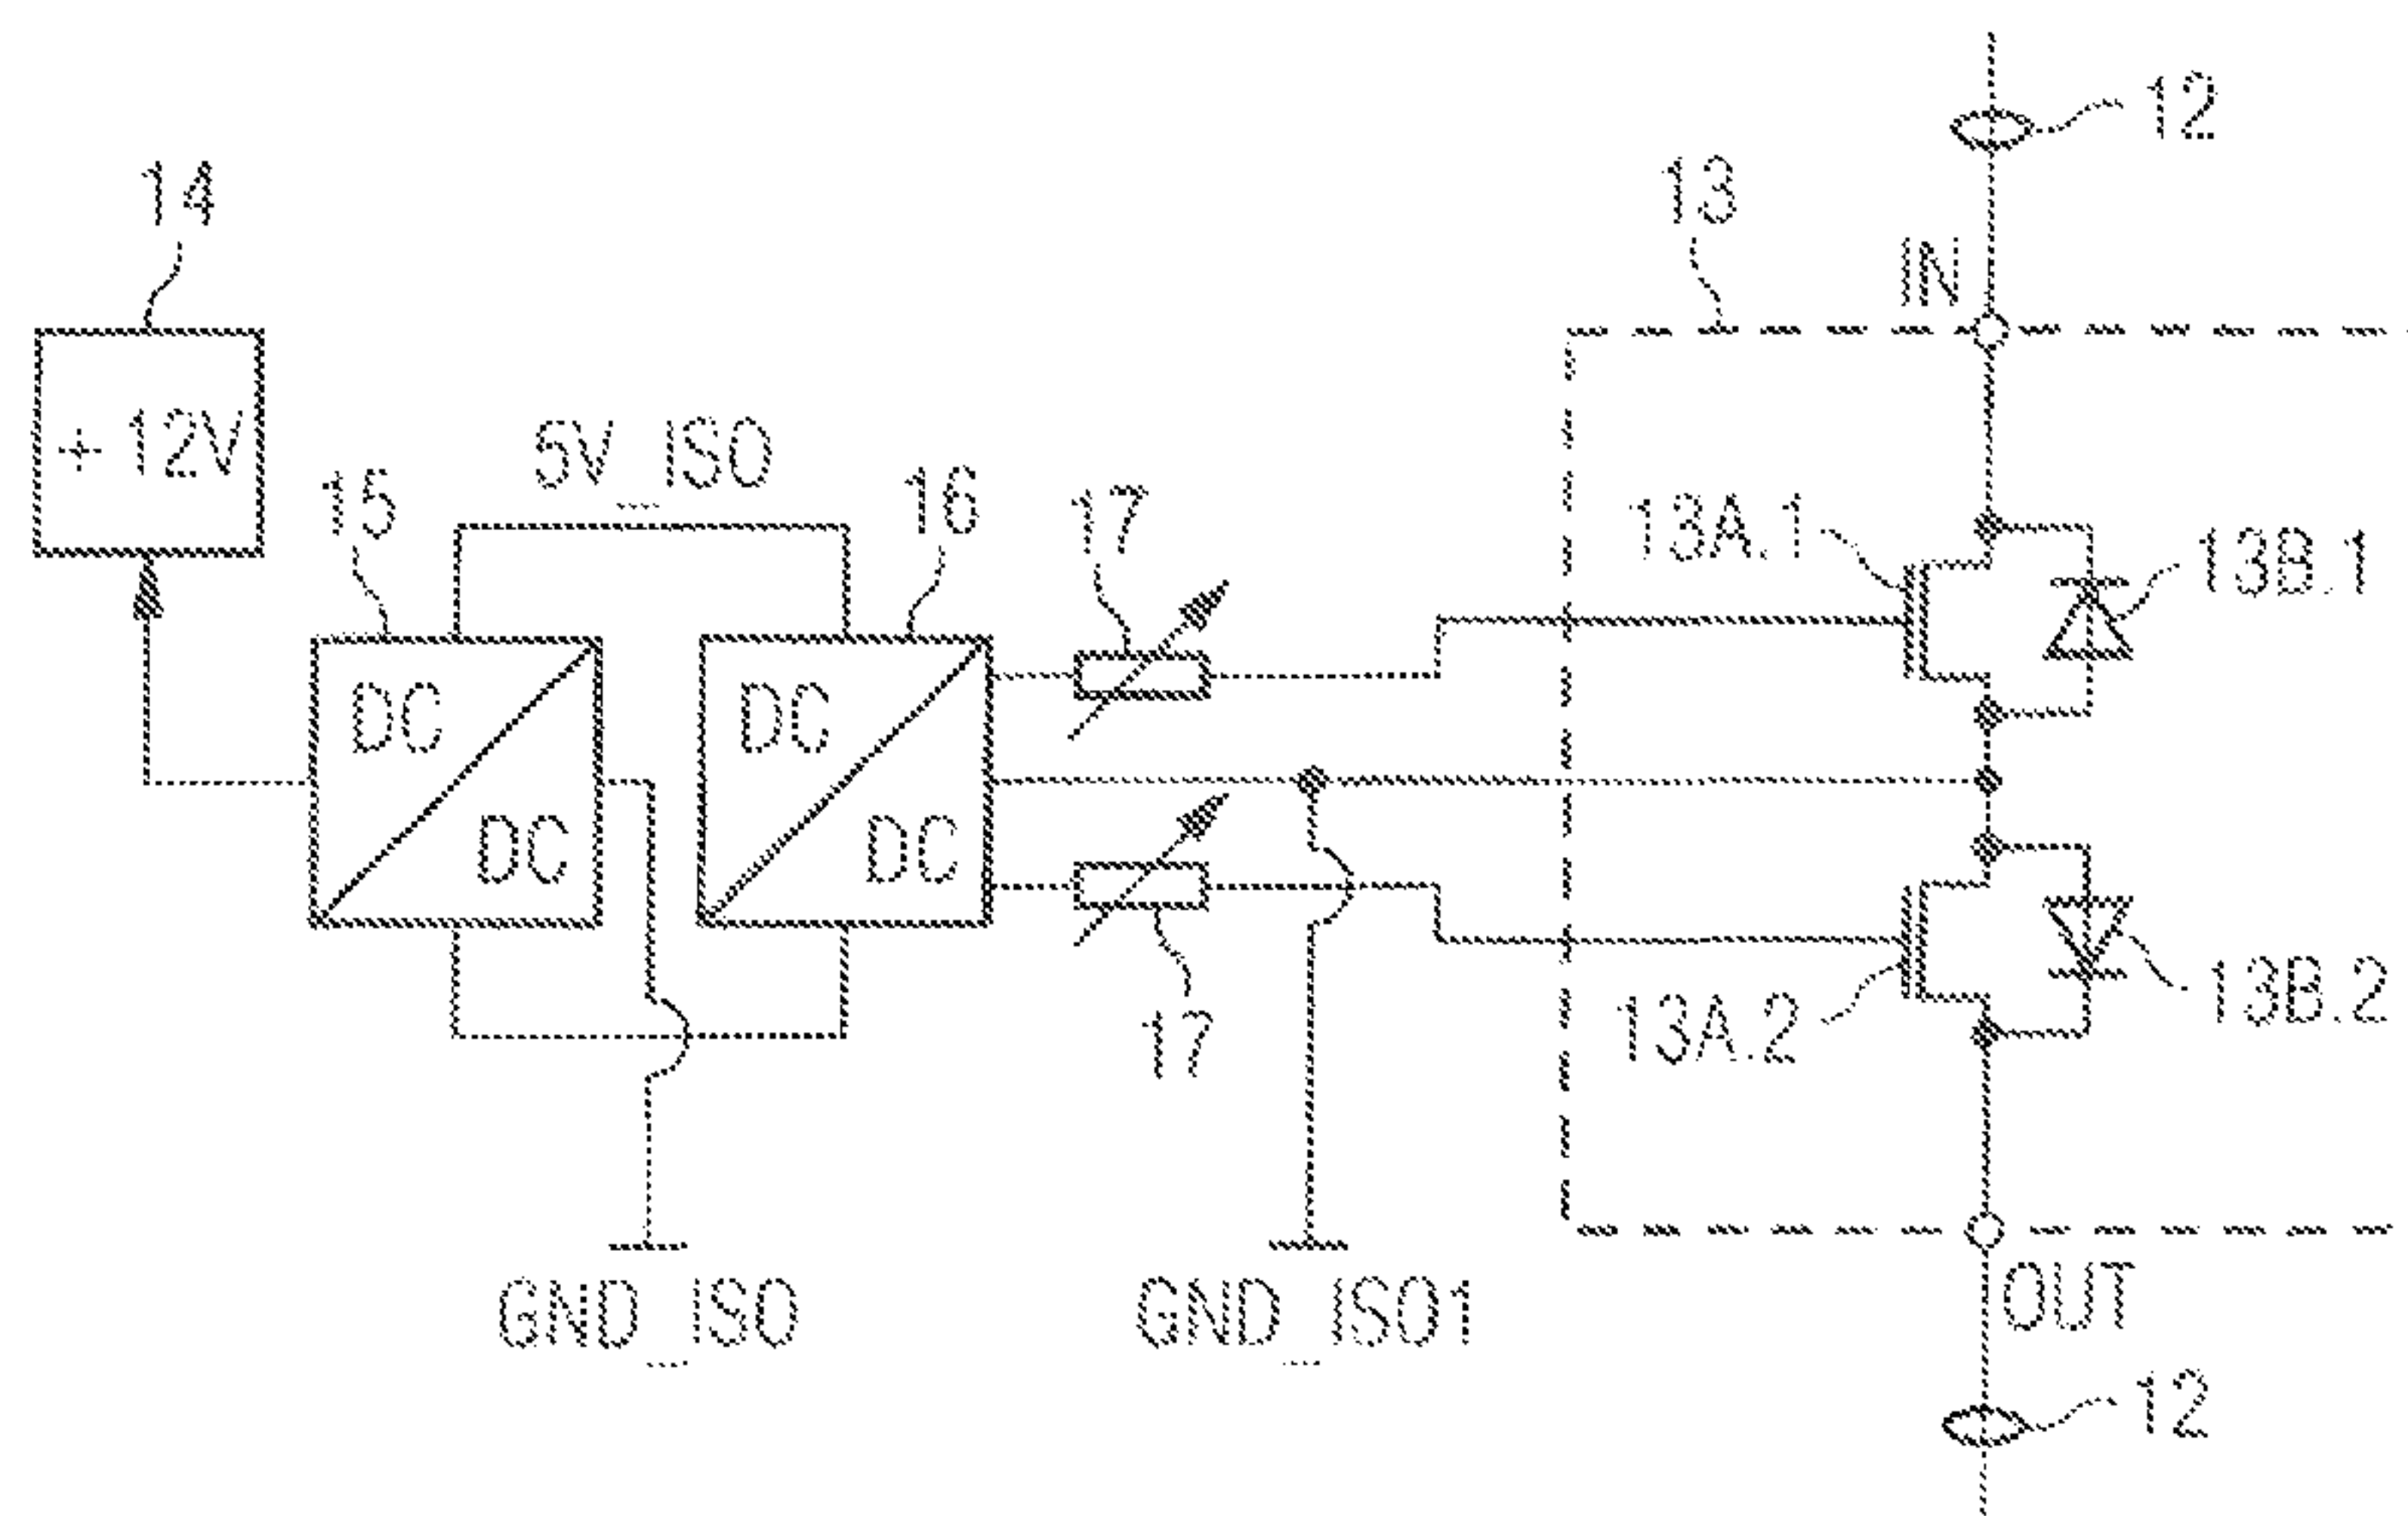 12
14
13
IN
+ 12V
5V_ISO
15
16
17
13A.1
13B.1
DC
DC
DC
DC
13A.2
13B.2
17
GND_ISO
GND_ISO1
OUT
12